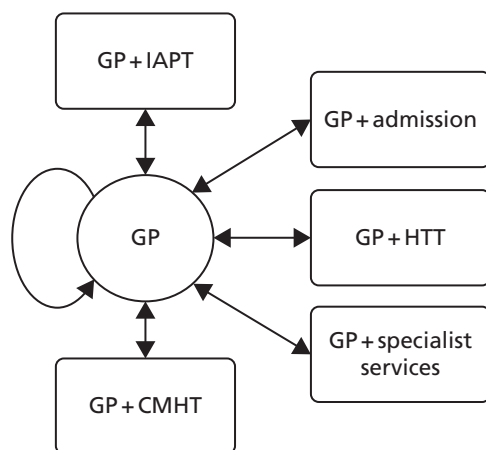 GP + IAPT
GP + admission
GP
GP + HTT
GP + specialist
services
GP + CMHT